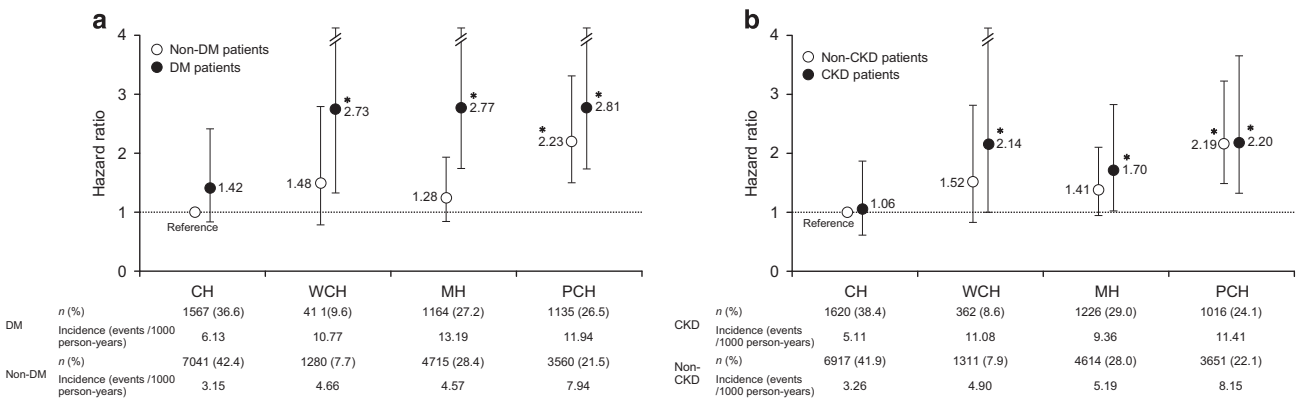 a
Non-DM patients
DM patients
Hazard ratio
4
3
2
1
0
1.42
Reference
1.48
* 2.73
1.28
* 2.77
* 2.23
* 2.81
CH WCH MH PCH
DM
n (%) 1567 (36.6) 41 1(9.6) 1164 (27.2) 1135 (26.5)
Incidence (events /1000
person-years) 6.13 10.77 13.19 11.94
Non-DM
n (%) 7041 (42.4) 1280 (7.7) 4715 (28.4) 3560 (21.5)
Incidence (events /1000
person-years) 3.15 4.66 4.57 7.94
b
Non-CKD patients
CKD patients
Hazard ratio
4
3
2
1
0
Reference
1.06
1.52
* 2.14
1.41
* 1.70
* 2.19
* 2.20
CH WCH MH PCH
CKD
n (%) 1620 (38.4) 362 (8.6) 1226 (29.0) 1016 (24.1)
Incidence (events
/1000 person-years) 5.11 11.08 9.36 11.41
Non-
CKD
n (%) 6917 (41.9) 1311 (7.9) 4614 (28.0) 3651 (22.1)
Incidence (events
/1000 person-years) 3.26 4.90 5.19 8.15